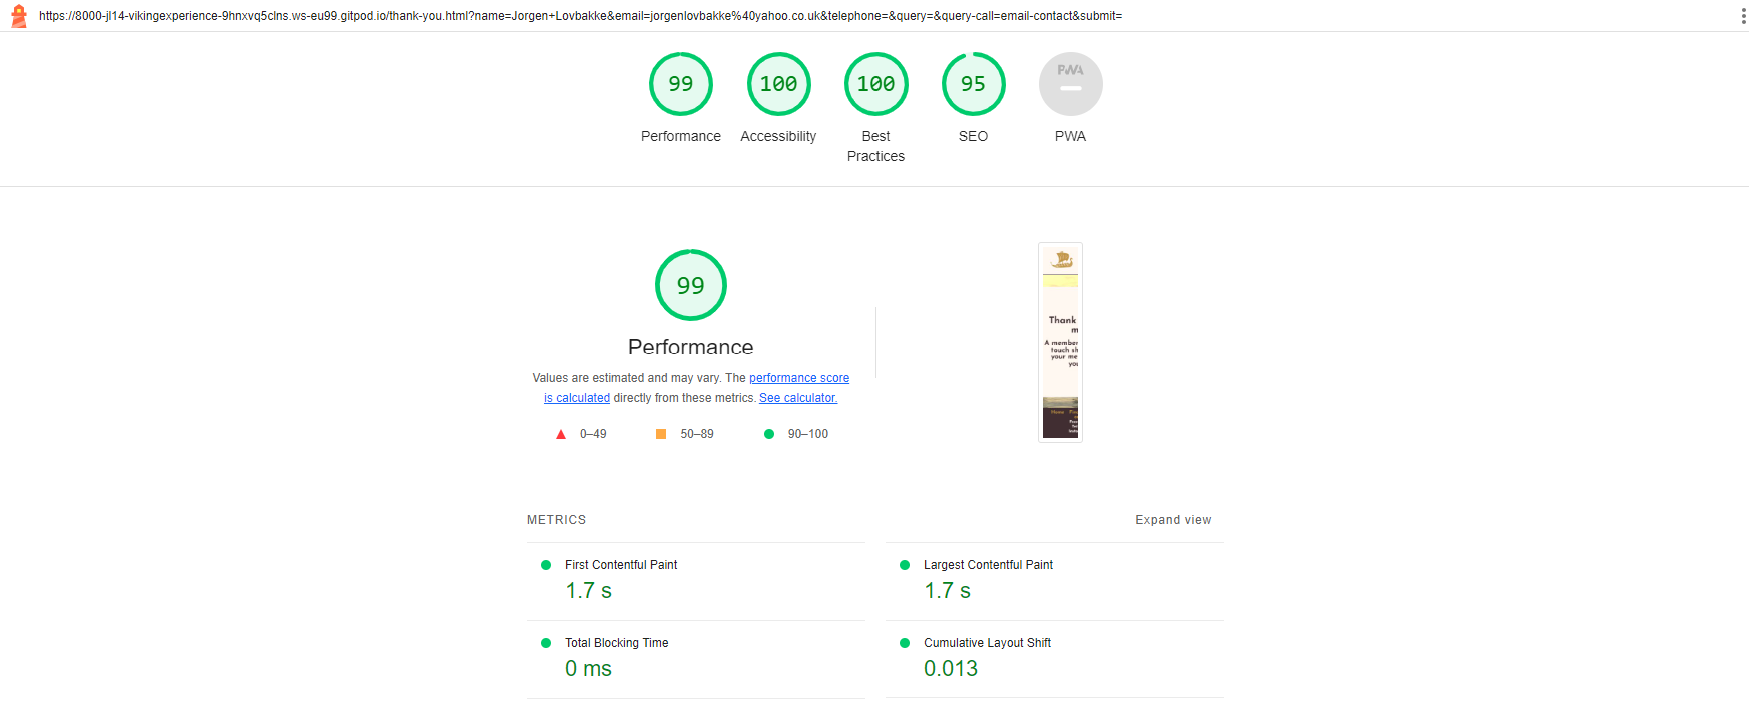 https://8000-jl14-vikingexperience-9hnxvq5clns.ws-eu99.gitpod.io/thank-you.html?name=Jorgen+Lovbakke&email=jorgenlovbakke%40yahoo.co.uk&telephone=&query=&query-call=email-contact&submit=
99
100
100
95
PWA
Performance
Accessibility
Best
Practices
SEO
PWA
99
Performance
Values are estimated and may vary. The performance score
is calculated directly from these metrics. See calculator.
0–49
50–89
90–100
Thank
m
A member
touch sh
your me
you
Home
METRICS
Expand view
First Contentful Paint
1.7 s
Largest Contentful Paint
1.7 s
Total Blocking Time
0 ms
Cumulative Layout Shift
0.013